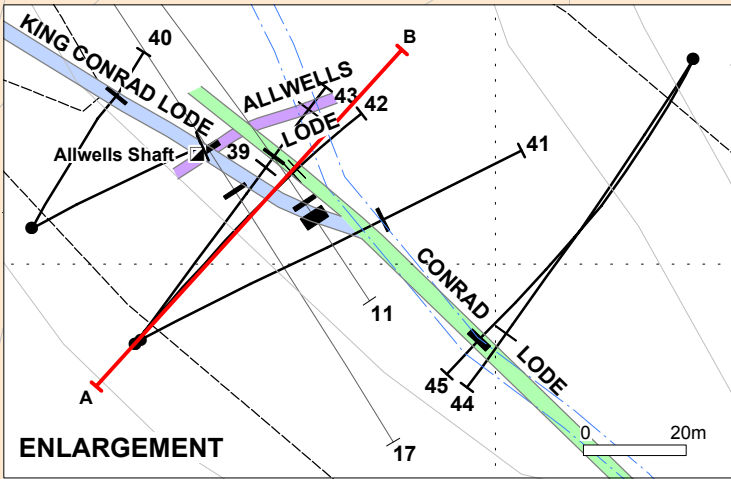 KING CONRAD LODE
40
B
ALLWELLS
LODE
43
42
Allwells Shaft
39
41
CONRAD
LODE
11
45
44
A
17
ENLARGEMENT
0 20m